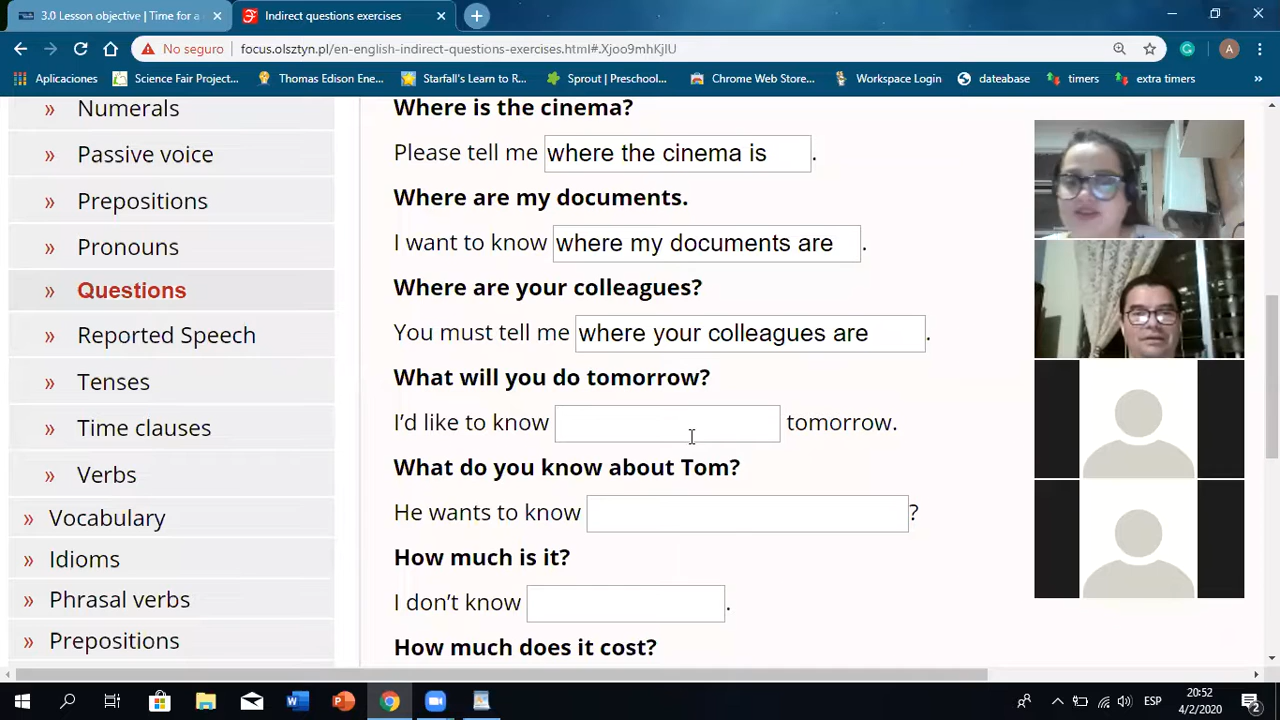 3.0 Lesson objective | Time for a
Indirect questions exercises
No seguro
focus.olsztyn.pl/en-english-indirect-questions-exercises.html#.Xjoo9mhKjIU
A
Aplicaciones
Science Fair Project...
Thomas Edison Ene...
Starfall's Learn to R...
Sprout | Preschool...
Chrome Web Store...
Workspace Login
dateabase
timers
extra timers
»
» Numerals
» Passive voice
» Prepositions
» Pronouns
» Questions
» Reported Speech
» Tenses
» Time clauses
» Verbs
» Vocabulary
» Idioms
» Phrasal verbs
» Prepositions
Where is the cinema?
Please tell me where the cinema is .
Where are my documents.
I want to know where my documents are .
Where are your colleagues?
You must tell me where your colleagues are .
What will you do tomorrow?
I’d like to know tomorrow.
What do you know about Tom?
He wants to know ?
How much is it?
I don’t know .
How much does it cost?
ESP
20:52
4/2/2020
2